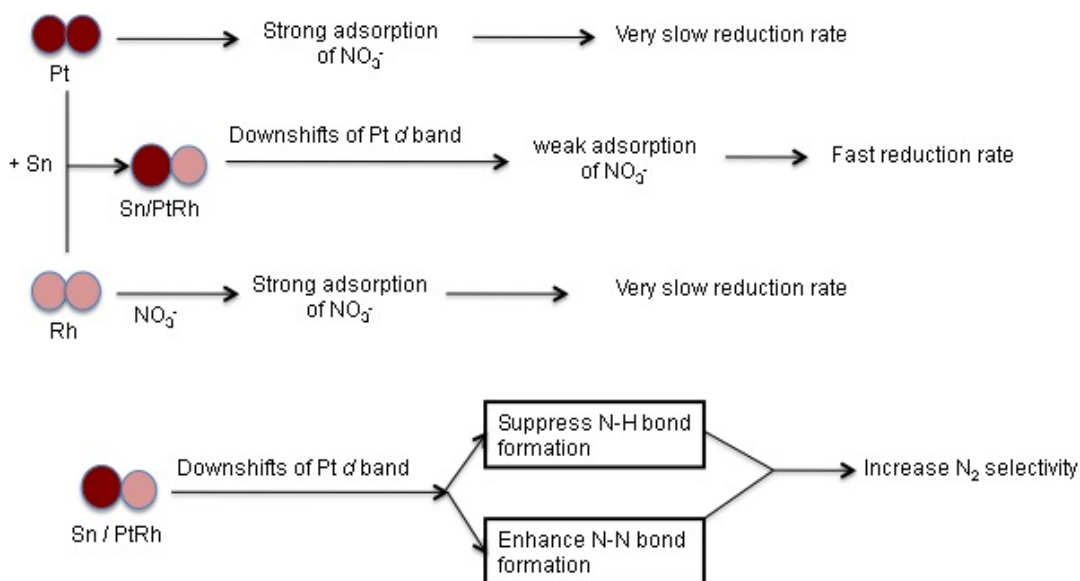 Strong adsorption
of NO₃⁻
Very slow reduction rate
Pt
+ Sn
Downshifts of Pt d band
weak adsorption
of NO₃⁻
Fast reduction rate
Sn/PtRh
Strong adsorption
of NO₃⁻
Very slow reduction rate
NO₃⁻
Rh
Suppress N-H bond
formation
Downshifts of Pt d band
Increase N₂ selectivity
Sn / PtRh
Enhance N-N bond
formation